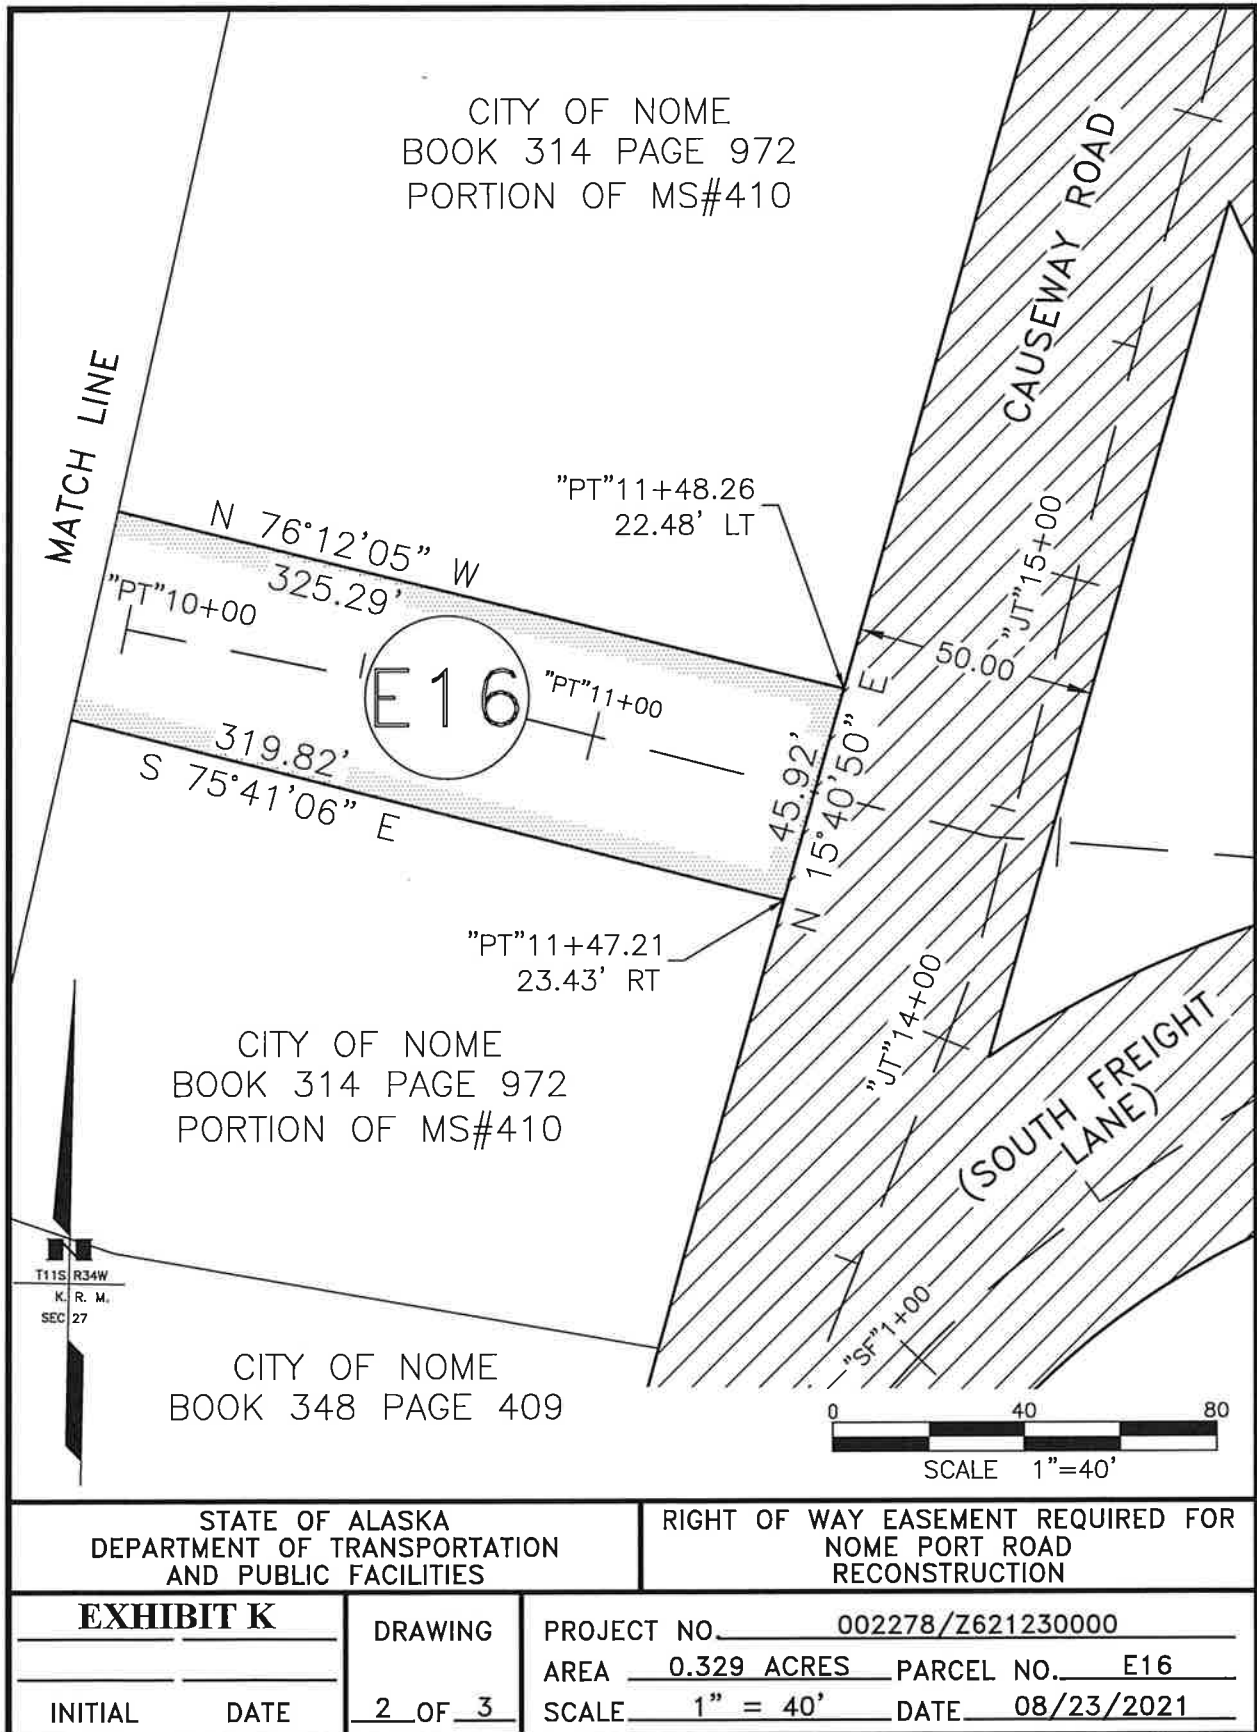 CITY OF NOME
BOOK 314 PAGE 972
PORTION OF MS#410
CAUSEWAY ROAD
MATCH LINE
"PT"11+48.26
22.48' LT
N 76°12'05" W
325.29'
"PT"10+00
"JT"15+00
50.00
E16
"PT"11+00
319.82'
S 75°41'06" E
45.92'
N 15°40'50" E
"PT"11+47.21
23.43' RT
"JT"14+00
CITY OF NOME
BOOK 314 PAGE 972
PORTION OF MS#410
(SOUTH FREIGHT
LANE)
N
T11S R34W
K. R. M.
SEC 27
"SF"1+00
CITY OF NOME
BOOK 348 PAGE 409
0 40 80
SCALE 1"=40'
STATE OF ALASKA
DEPARTMENT OF TRANSPORTATION
AND PUBLIC FACILITIES
RIGHT OF WAY EASEMENT REQUIRED FOR
NOME PORT ROAD
RECONSTRUCTION
EXHIBIT K
INITIAL DATE
DRAWING
2 OF 3
PROJECT NO. 002278/Z621230000
AREA 0.329 ACRES PARCEL NO. E16
SCALE 1" = 40' DATE 08/23/2021